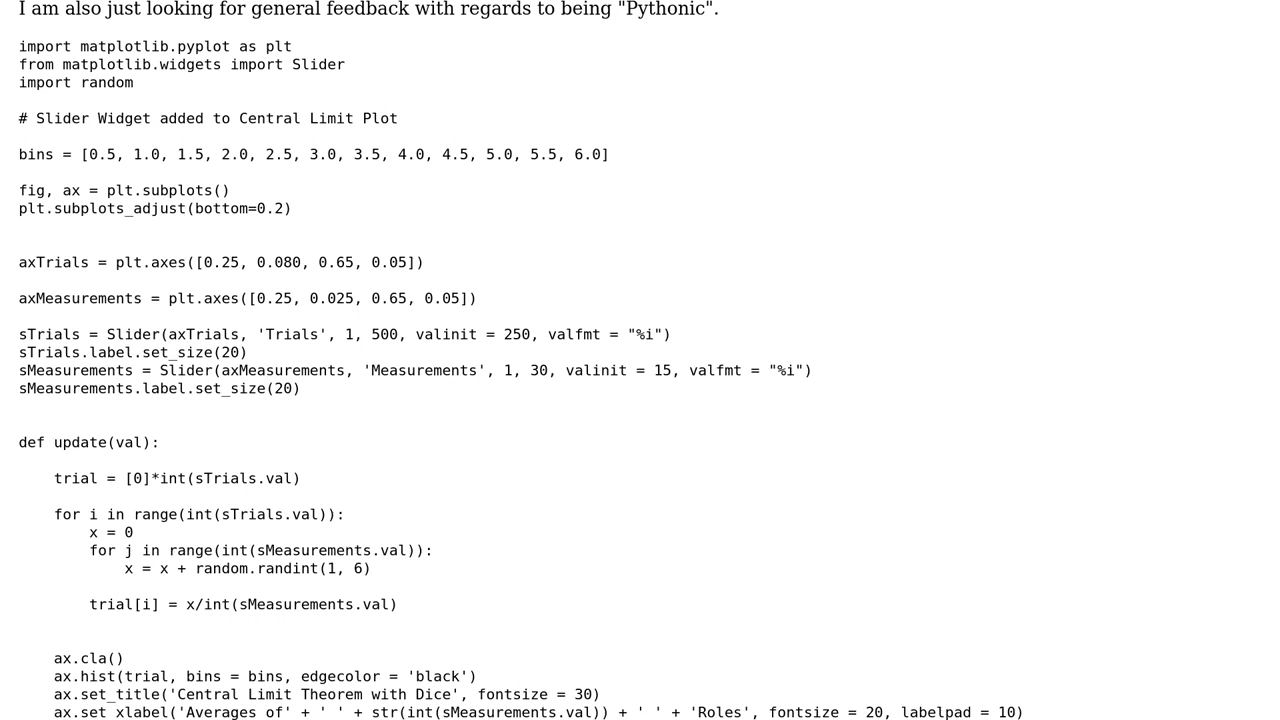 I am also just looking for general feedback with regards to being "Pythonic".
import matplotlib.pyplot as plt
from matplotlib.widgets import Slider
import random
# Slider Widget added to Central Limit Plot
bins = [0.5, 1.0, 1.5, 2.0, 2.5, 3.0, 3.5, 4.0, 4.5, 5.0, 5.5, 6.0]
fig, ax = plt.subplots()
plt.subplots_adjust(bottom=0.2)
axTrials = plt.axes([0.25, 0.080, 0.65, 0.05])
axMeasurements = plt.axes([0.25, 0.025, 0.65, 0.05])
sTrials = Slider(axTrials, 'Trials', 1, 500, valinit = 250, valfmt = "%i")
sTrials.label.set_size(20)
sMeasurements = Slider(axMeasurements, 'Measurements', 1, 30, valinit = 15, valfmt = "%i")
sMeasurements.label.set_size(20)
def update(val):
    trial = [0]*int(sTrials.val)
    for i in range(int(sTrials.val)):
        x = 0
        for j in range(int(sMeasurements.val)):
            x = x + random.randint(1, 6)
        trial[i] = x/int(sMeasurements.val)
    ax.cla()
    ax.hist(trial, bins = bins, edgecolor = 'black')
    ax.set_title('Central Limit Theorem with Dice', fontsize = 30)
    ax.set_xlabel('Averages of' + ' ' + str(int(sMeasurements.val)) + ' ' + 'Roles', fontsize = 20, labelpad = 10)